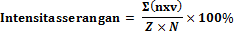 Intensitasserangan = Σ(nxv) / Z × N × 100%